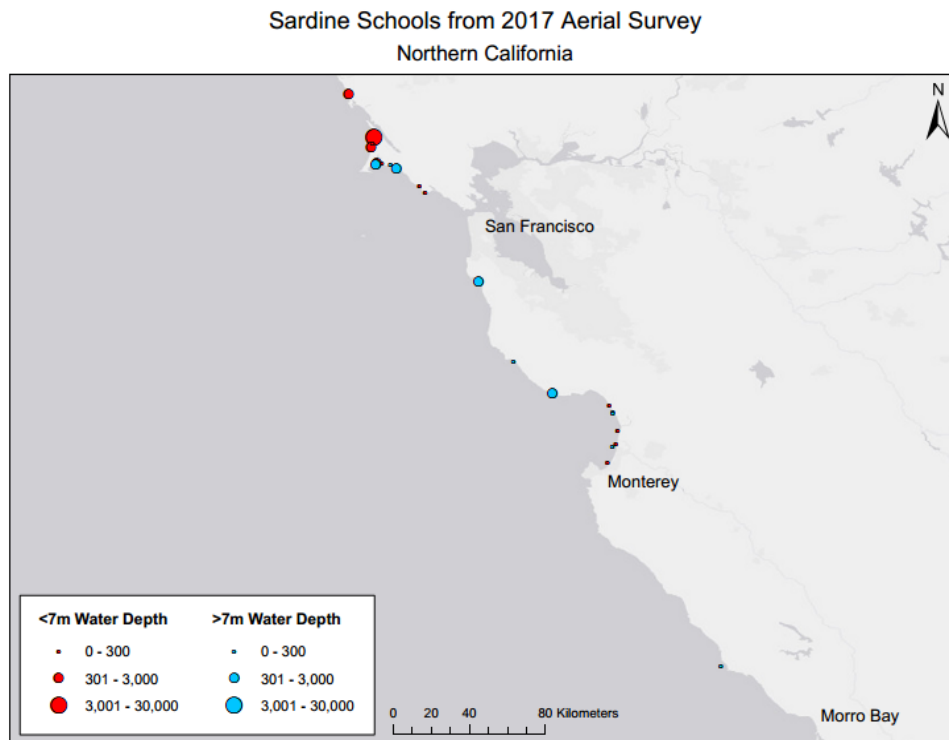 Sardine Schools from 2017 Aerial Survey
Northern California
N
San Francisco
Monterey
Morro Bay
<7m Water Depth >7m Water Depth
0 - 300 0 - 300
301 - 3,000 301 - 3,000
3,001 - 30,000 3,001 - 30,000
0 20 40 80 Kilometers